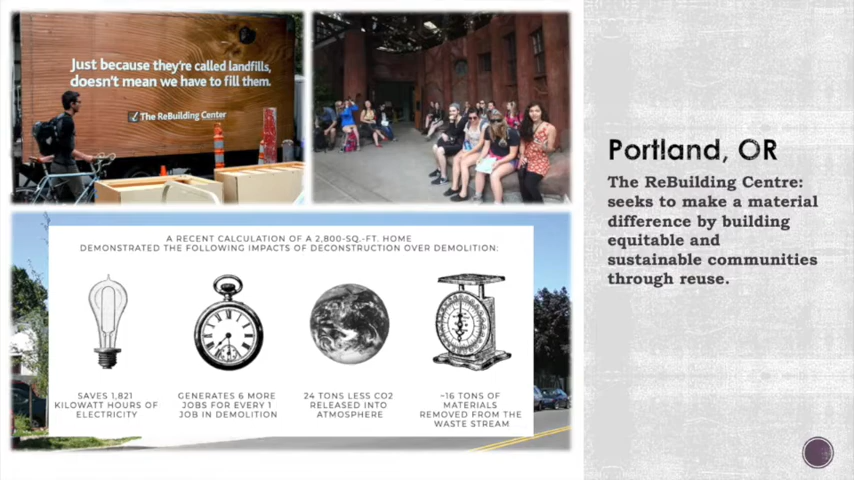 Just because they're called landfills,
doesn't mean we have to fill them.
The ReBuilding Center
Portland, OR
The ReBuilding Centre:
seeks to make a material
difference by building
equitable and
sustainable communities
through reuse.
A RECENT CALCULATION OF A 2,800-SQ.-FT. HOME
DEMONSTRATED THE FOLLOWING IMPACTS OF DECONSTRUCTION OVER DEMOLITION:
SAVES 1,821
KILOWATT HOURS OF
ELECTRICITY
GENERATES 6 MORE
JOBS FOR EVERY 1
JOB IN DEMOLITION
24 TONS LESS CO2
RELEASED INTO
ATMOSPHERE
~16 TONS OF
MATERIALS
REMOVED FROM THE
WASTE STREAM